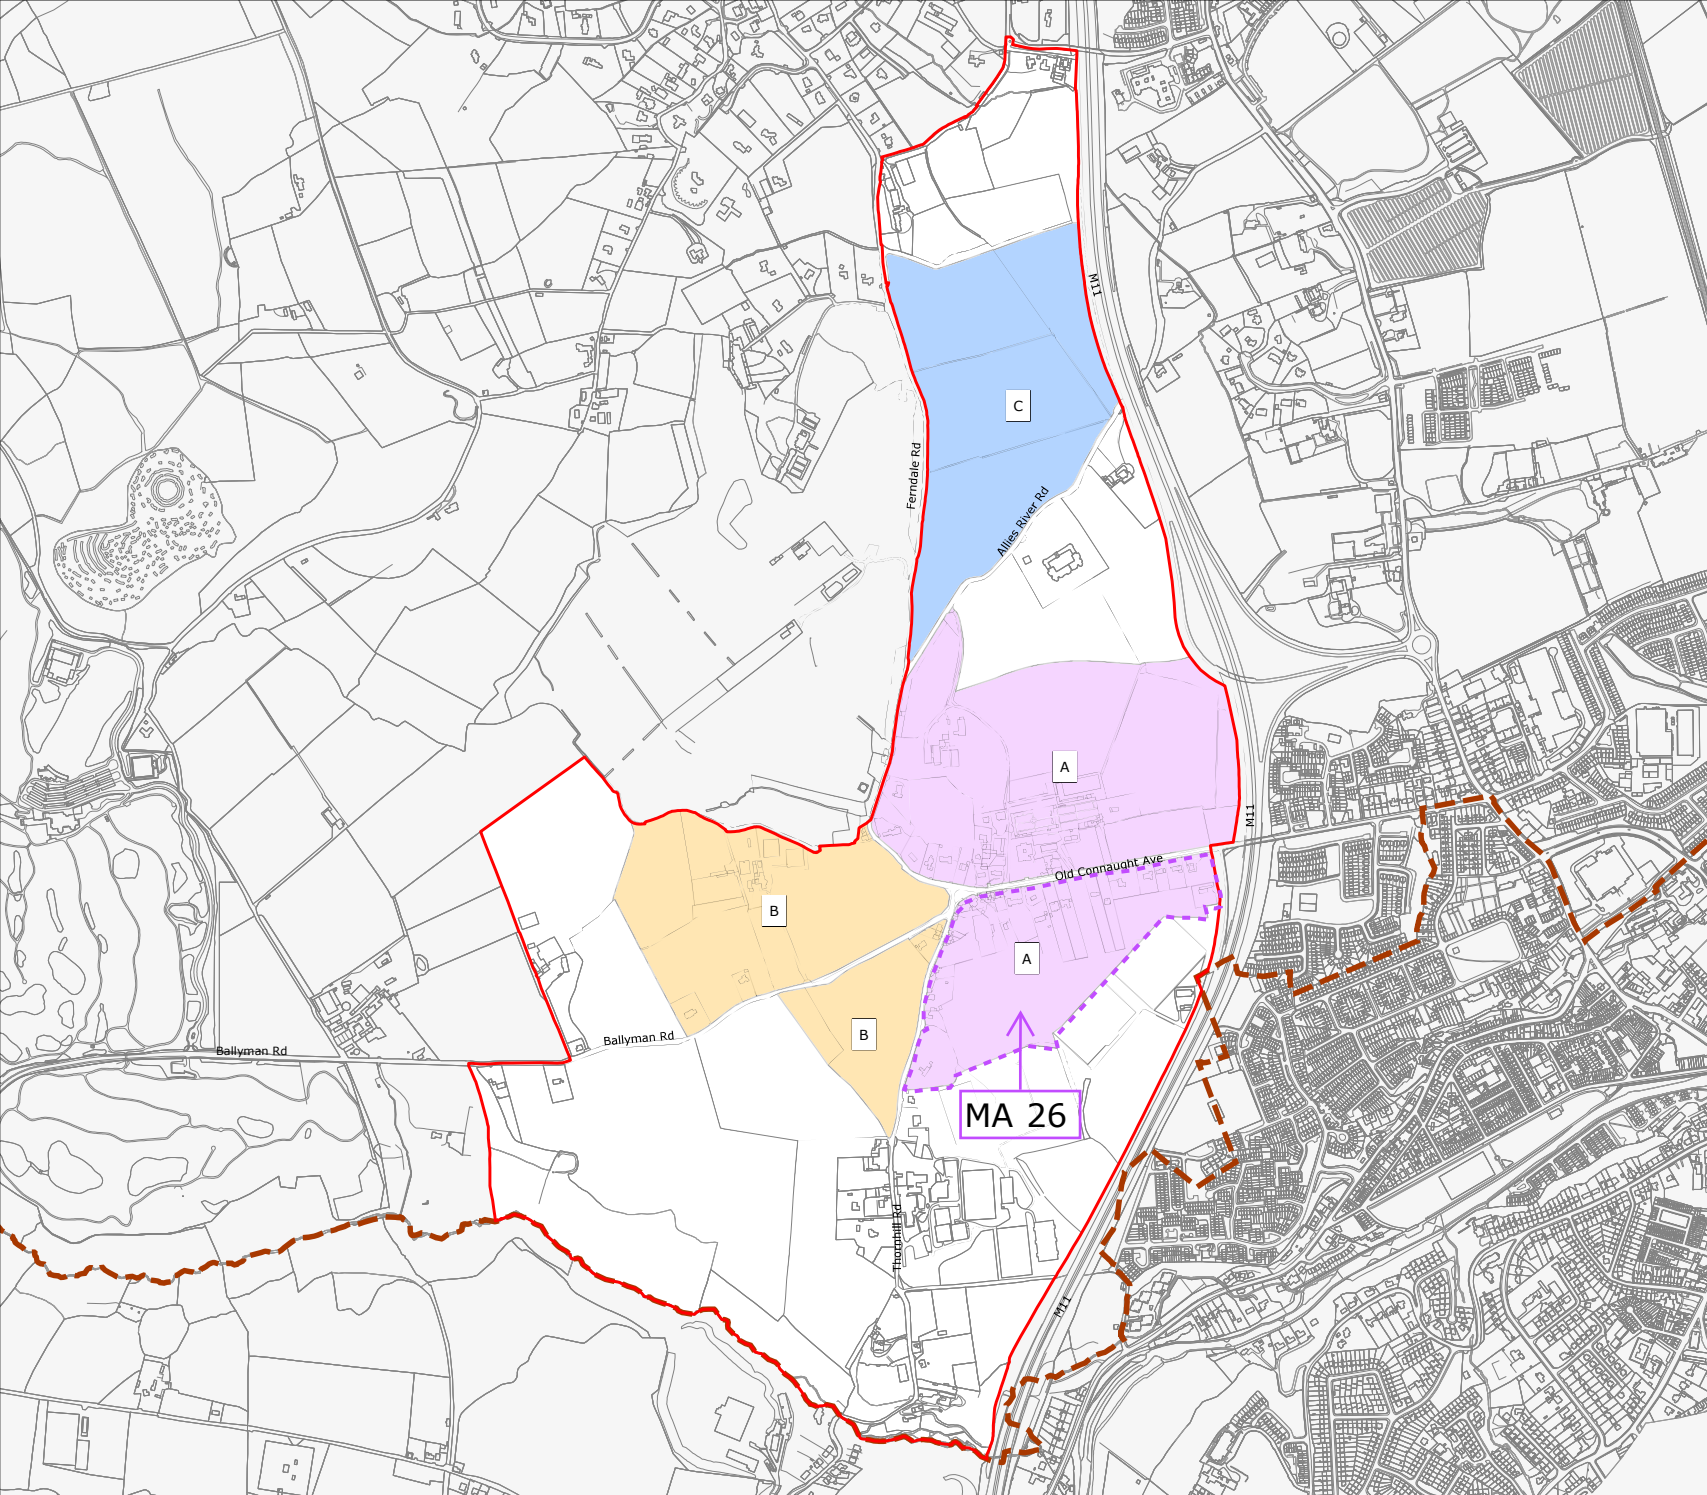 M11
C
Ferndale Rd
Allies River Rd
A
M11
Old Connaught Ave
B
A
B
Ballyman Rd
Ballyman Rd
MA 26
Thornhill Rd
M11